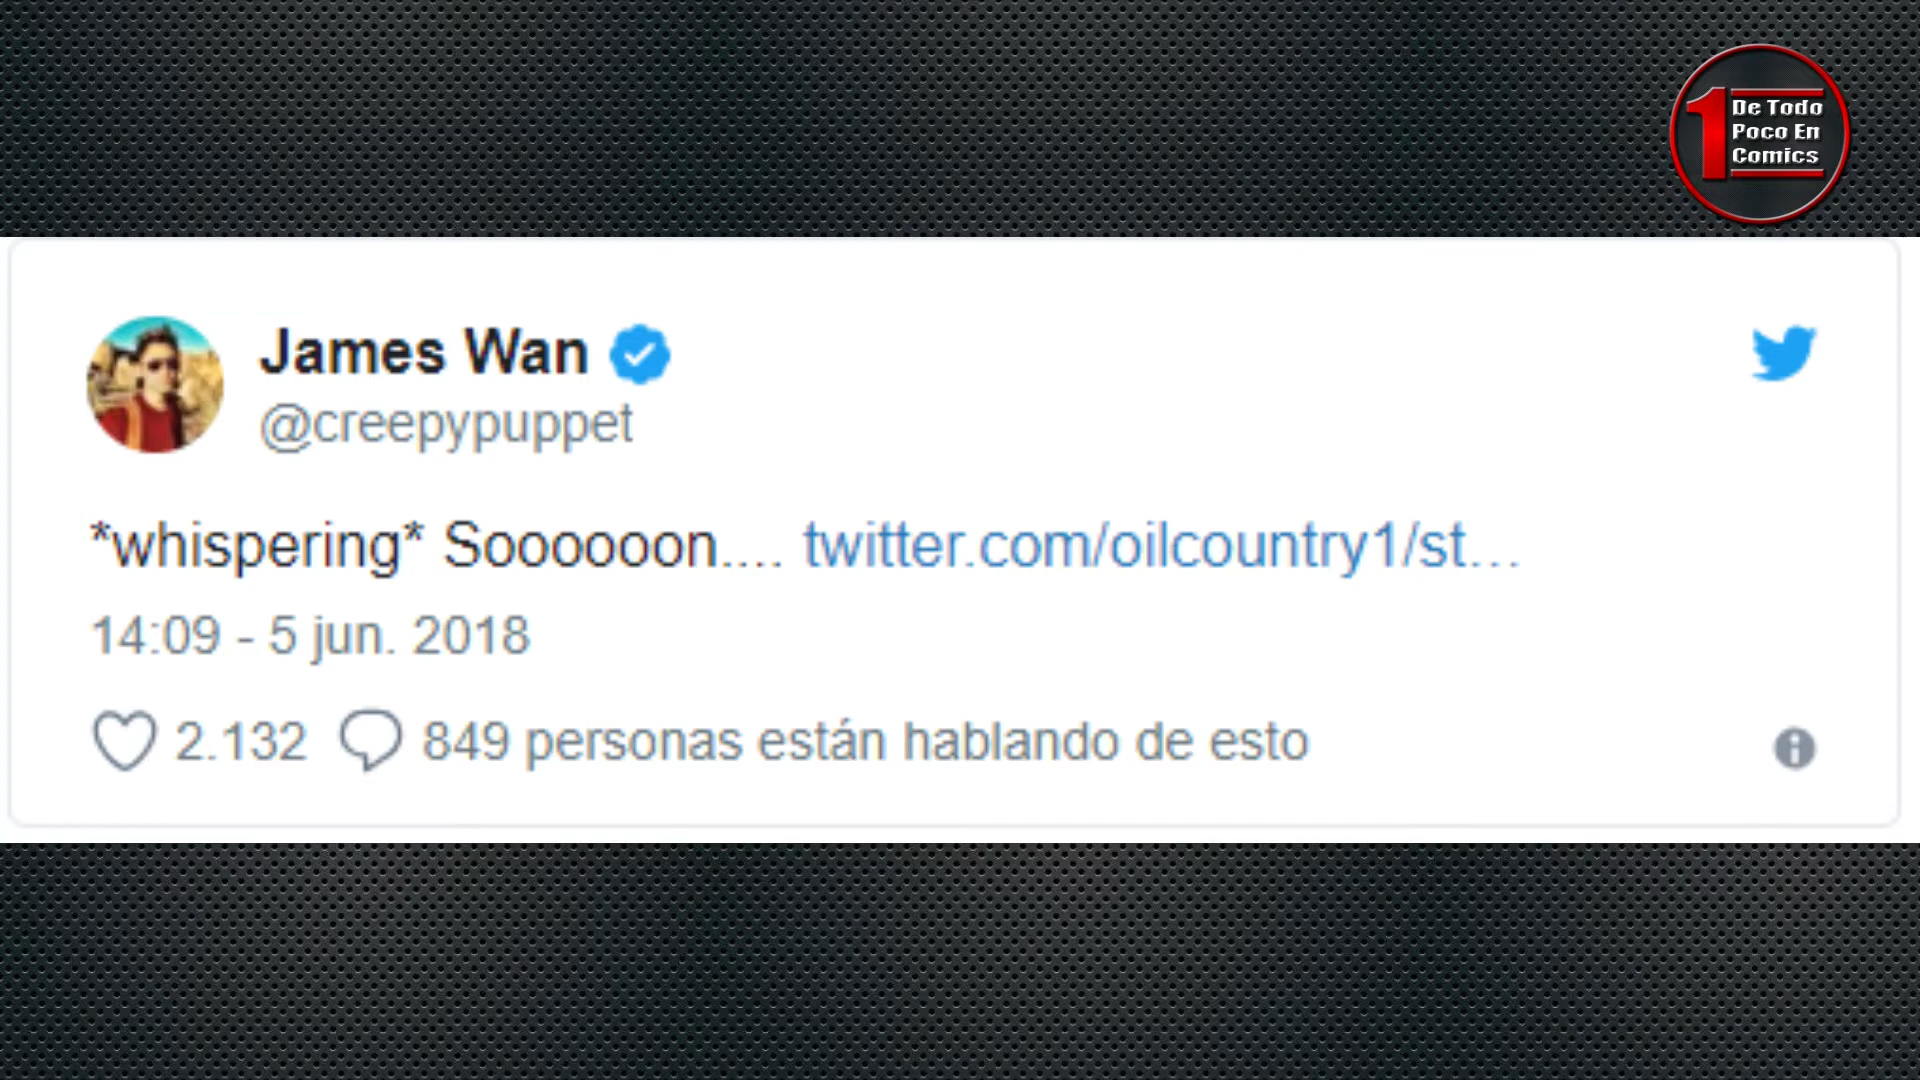 1 De Todo
Poco En
Comics
James Wan
@creepypuppet
*whispering* Soooooon.... twitter.com/oilcountry1/st...
14:09 - 5 jun. 2018
2.132 849 personas están hablando de esto